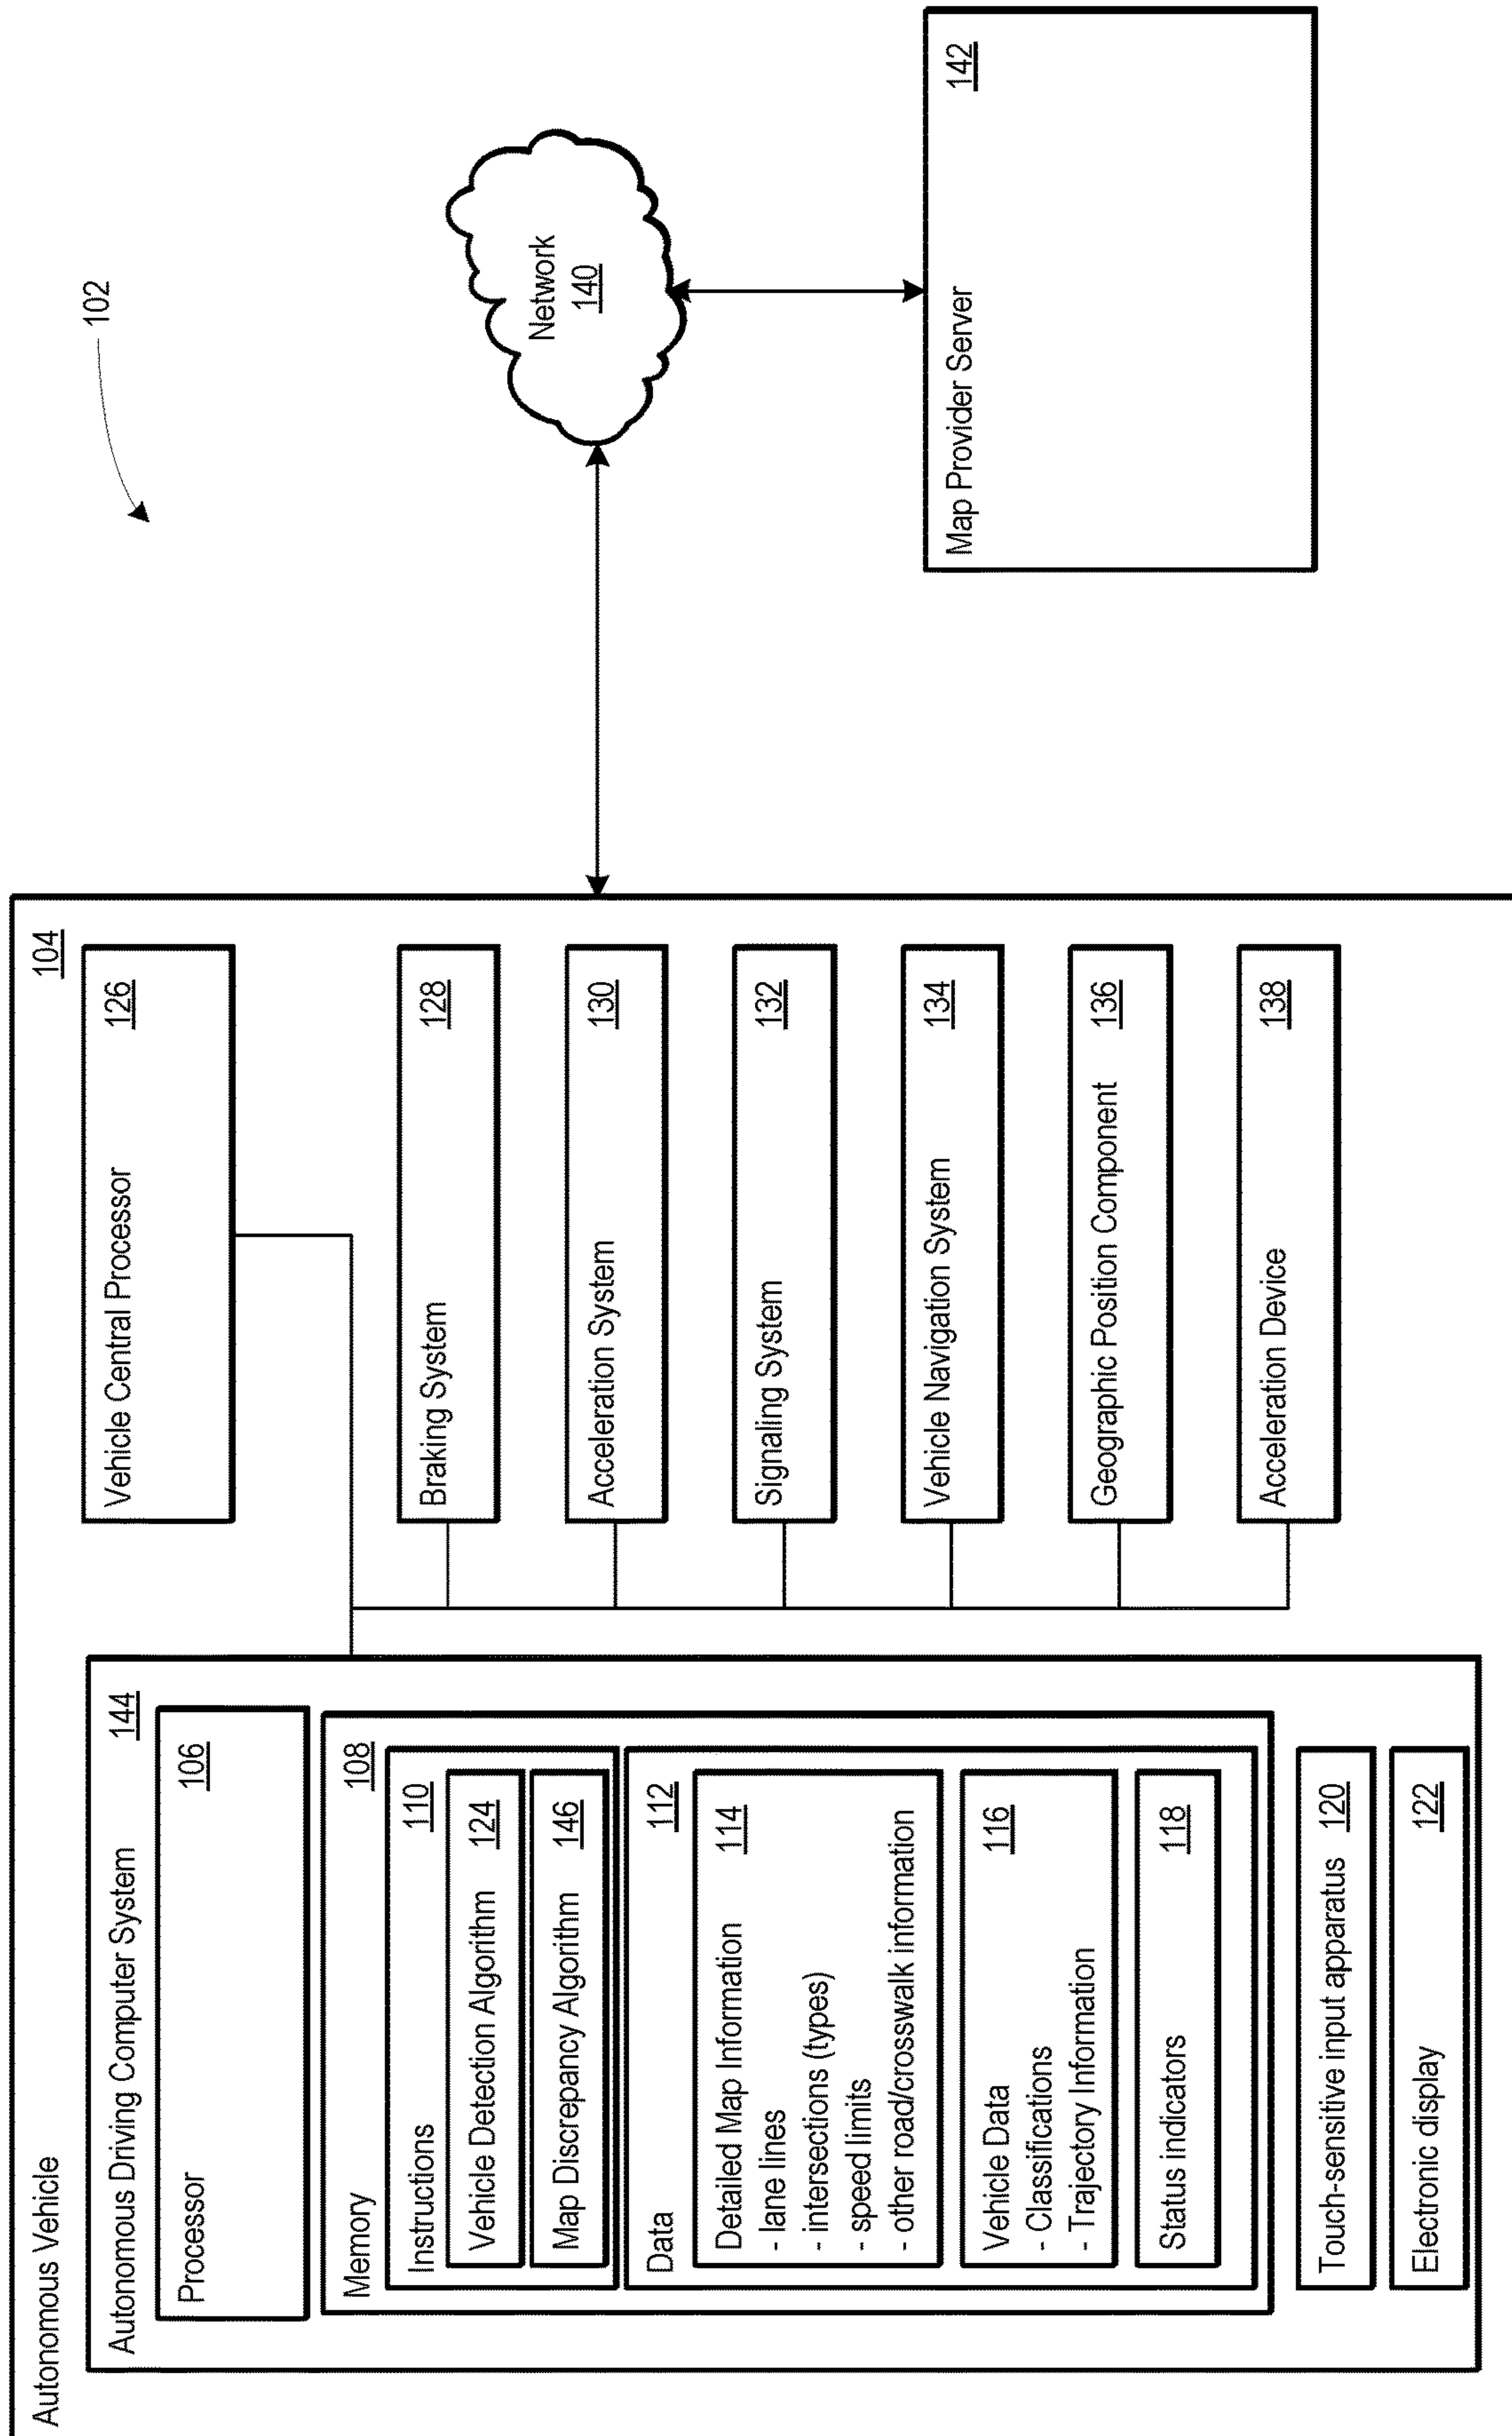 102
Autonomous Vehicle
104
Autonomous Driving Computer System
144
Processor
106
Memory
108
Instructions
110
Vehicle Detection Algorithm
124
Map Discrepancy Algorithm
146
Data
112
Detailed Map Information
114
- lane lines
- intersections (types)
- speed limits
- other road/crosswalk information
Vehicle Data
116
- Classifications
- Trajectory Information
Status indicators
118
Touch-sensitive input apparatus
120
Electronic display
122
Vehicle Central Processor
126
Braking System
128
Acceleration System
130
Signaling System
132
Vehicle Navigation System
134
Geographic Position Component
136
Acceleration Device
138
Network
140
Map Provider Server
142